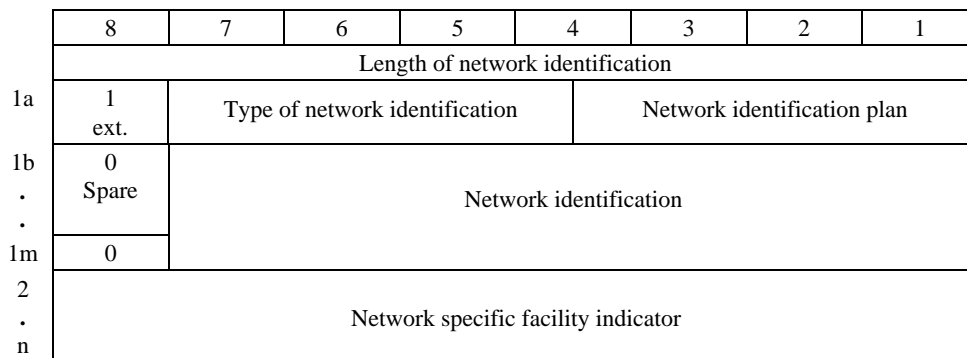 8 7 6 5 4 3 2 1
Length of network identification
1a 1 Type of network identification Network identification plan
ext.
1b 0
. Spare Network identification
.
1m 0
2
. Network specific facility indicator
n